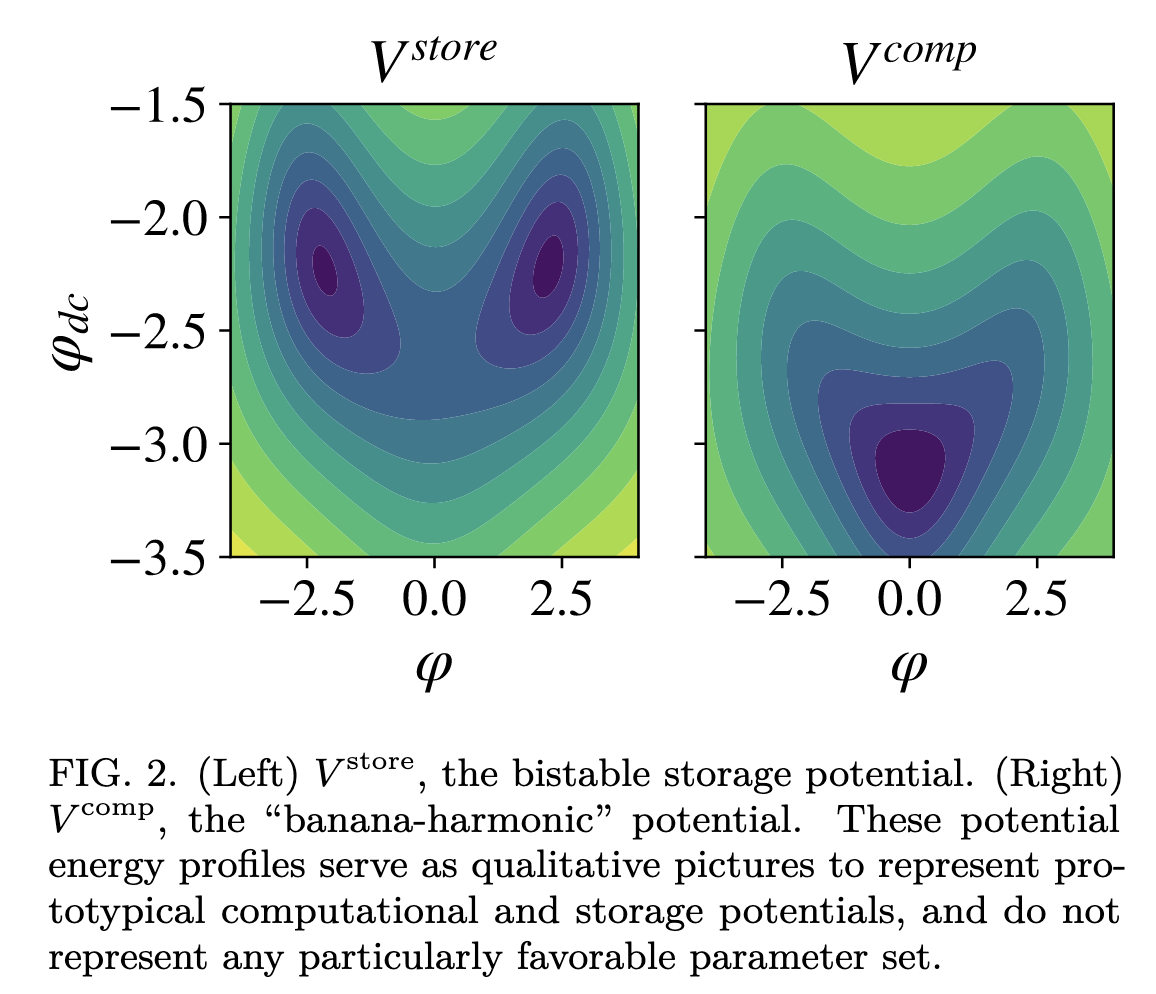 V^store V^comp
−1.5
−2.0
−2.5
−3.0
−3.5
φ_dc
−2.5 0.0 2.5 −2.5 0.0 2.5
φ φ
FIG. 2. (Left) V^store, the bistable storage potential. (Right)
V^comp, the “banana-harmonic” potential. These potential
energy profiles serve as qualitative pictures to represent pro-
totypical computational and storage potentials, and do not
represent any particularly favorable parameter set.